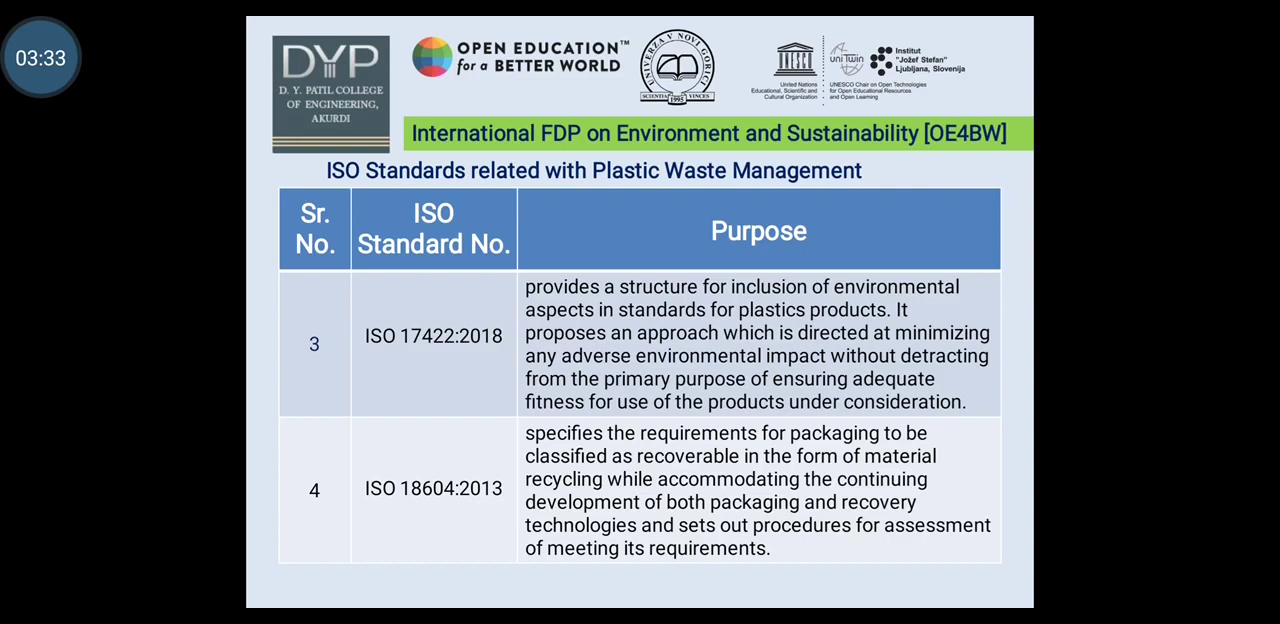 03:33
DYP
D. Y. PATIL COLLEGE
OF ENGINEERING,
AKURDI
OPEN EDUCATION™
for a BETTER WORLD
UNIVERZA V NOVI GORICI
SCIENTIA VINCES
1995
UNESCO
United Nations
Educational, Scientific and
Cultural Organization
uniTwin
UNESCO Chair on Open Technologies
for Open Educational Resources
and Open Learning
Institut
"Jožef Stefan"
Ljubljana, Slovenija
International FDP on Environment and Sustainability [OE4BW]
ISO Standards related with Plastic Waste Management
Sr.
No.
ISO
Standard No.
Purpose
3
ISO 17422:2018
provides a structure for inclusion of environmental
aspects in standards for plastics products. It
proposes an approach which is directed at minimizing
any adverse environmental impact without detracting
from the primary purpose of ensuring adequate
fitness for use of the products under consideration.
4
ISO 18604:2013
specifies the requirements for packaging to be
classified as recoverable in the form of material
recycling while accommodating the continuing
development of both packaging and recovery
technologies and sets out procedures for assessment
of meeting its requirements.